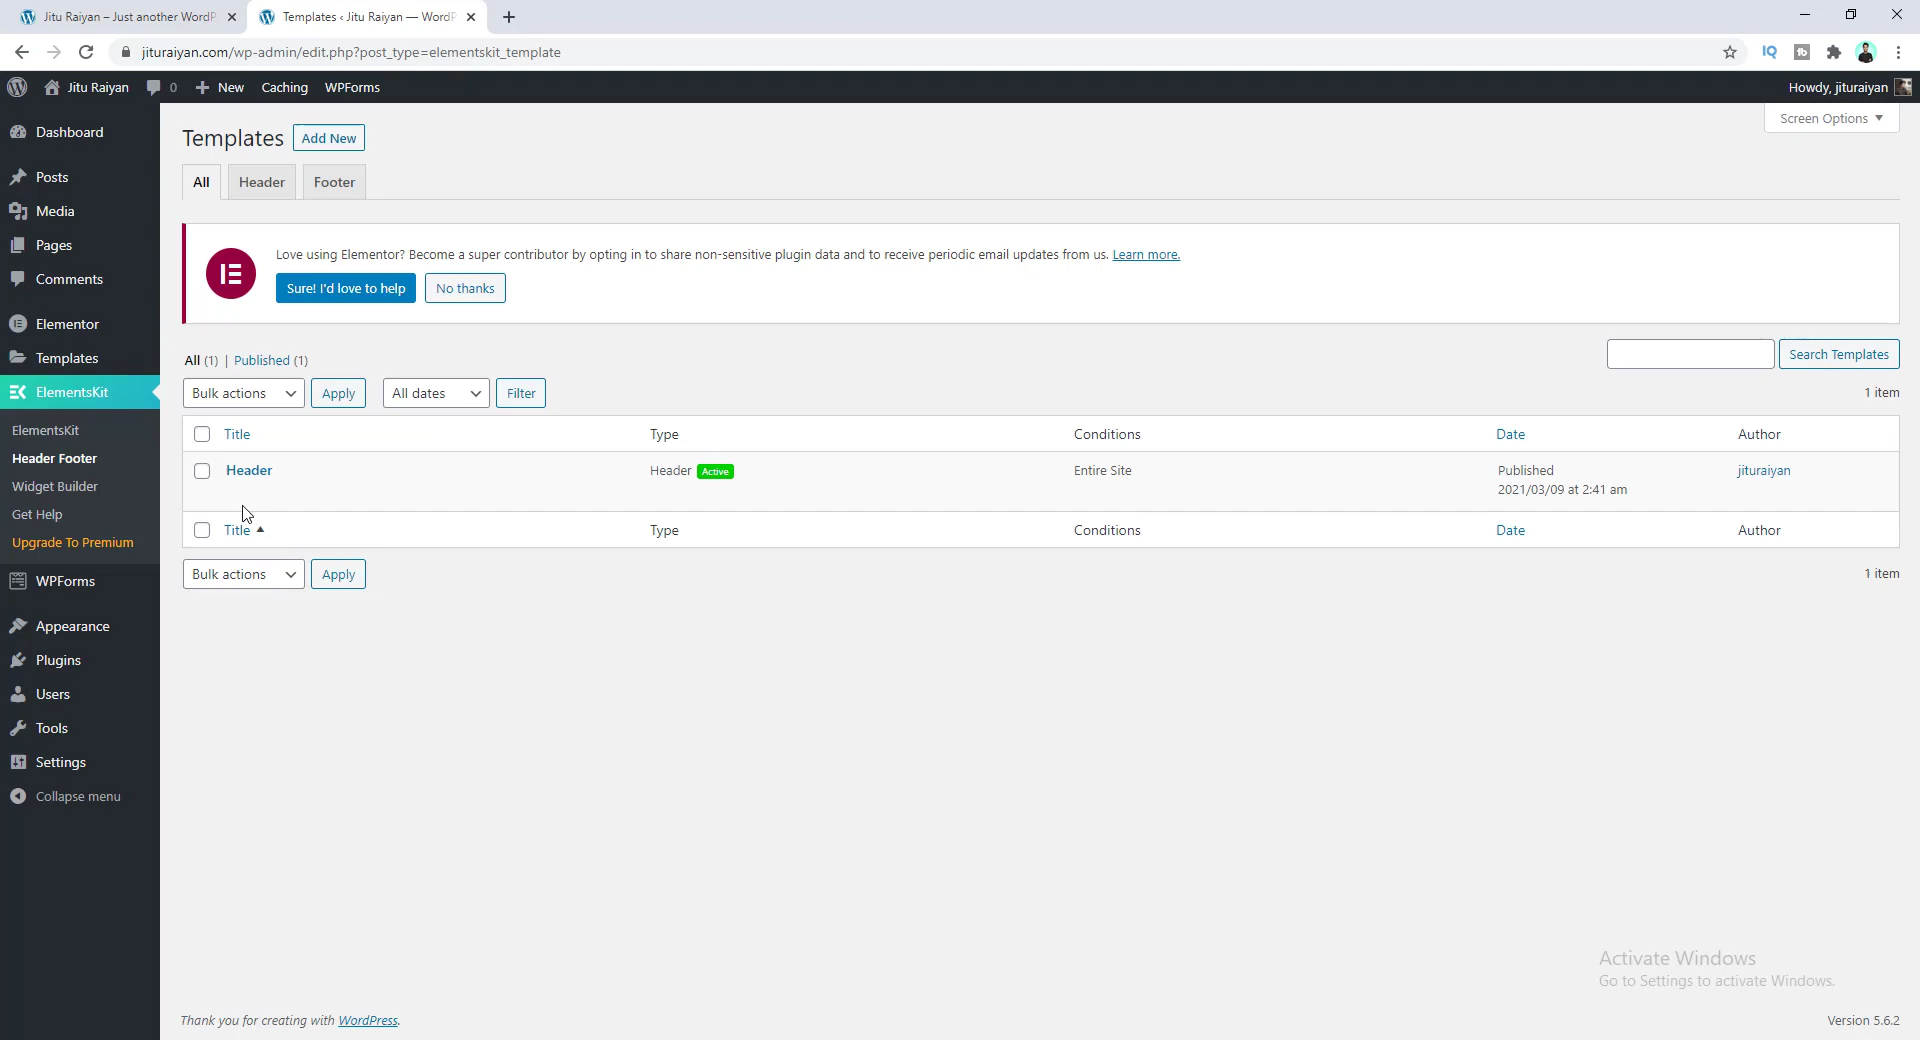 Jitu Raiyan – Just another WordP
Templates ‹ Jitu Raiyan — WordP
jituraiyan.com/wp-admin/edit.php?post_type=elementskit_template
IQ
tb
Jitu Raiyan
0
New
Caching
WPForms
Howdy, jituraiyan
Dashboard
Posts
Media
Pages
Comments
Elementor
Templates
ElementsKit
ElementsKit
Header Footer
Widget Builder
Get Help
Upgrade To Premium
WPForms
Appearance
Plugins
Users
Tools
Settings
Collapse menu
Screen Options
Templates Add New
All Header Footer
Love using Elementor? Become a super contributor by opting in to share non-sensitive plugin data and to receive periodic email updates from us. Learn more.
Sure! I'd love to help No thanks
All (1) | Published (1)
Search Templates
Bulk actions Apply All dates Filter
1 item
Title Type Conditions Date Author
Header Header Active Entire Site Published jituraiyan
2021/03/09 at 2:41 am
Title Type Conditions Date Author
Bulk actions Apply
1 item
Activate Windows
Go to Settings to activate Windows.
Thank you for creating with WordPress.
Version 5.6.2